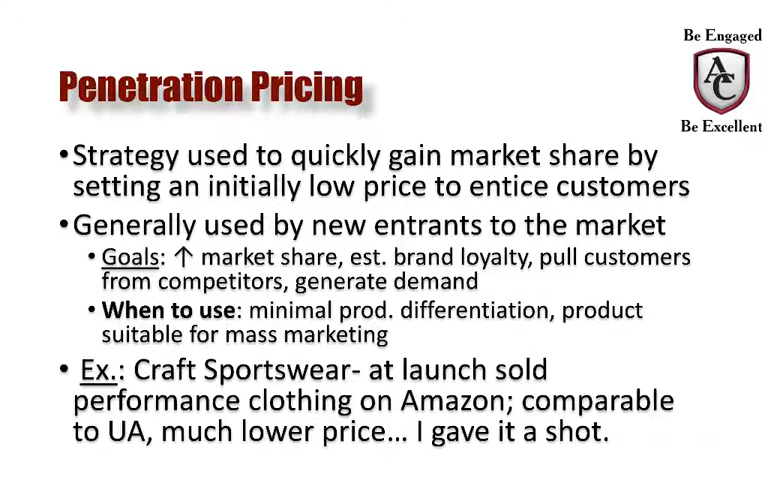 Be Engaged
AC
Be Excellent
Penetration Pricing
•Strategy used to quickly gain market share by
setting an initially low price to entice customers
•Generally used by new entrants to the market
• Goals: ↑ market share, est. brand loyalty, pull customers
from competitors, generate demand
• When to use: minimal prod. differentiation, product
suitable for mass marketing
• Ex.: Craft Sportswear- at launch sold
performance clothing on Amazon; comparable
to UA, much lower price... I gave it a shot.